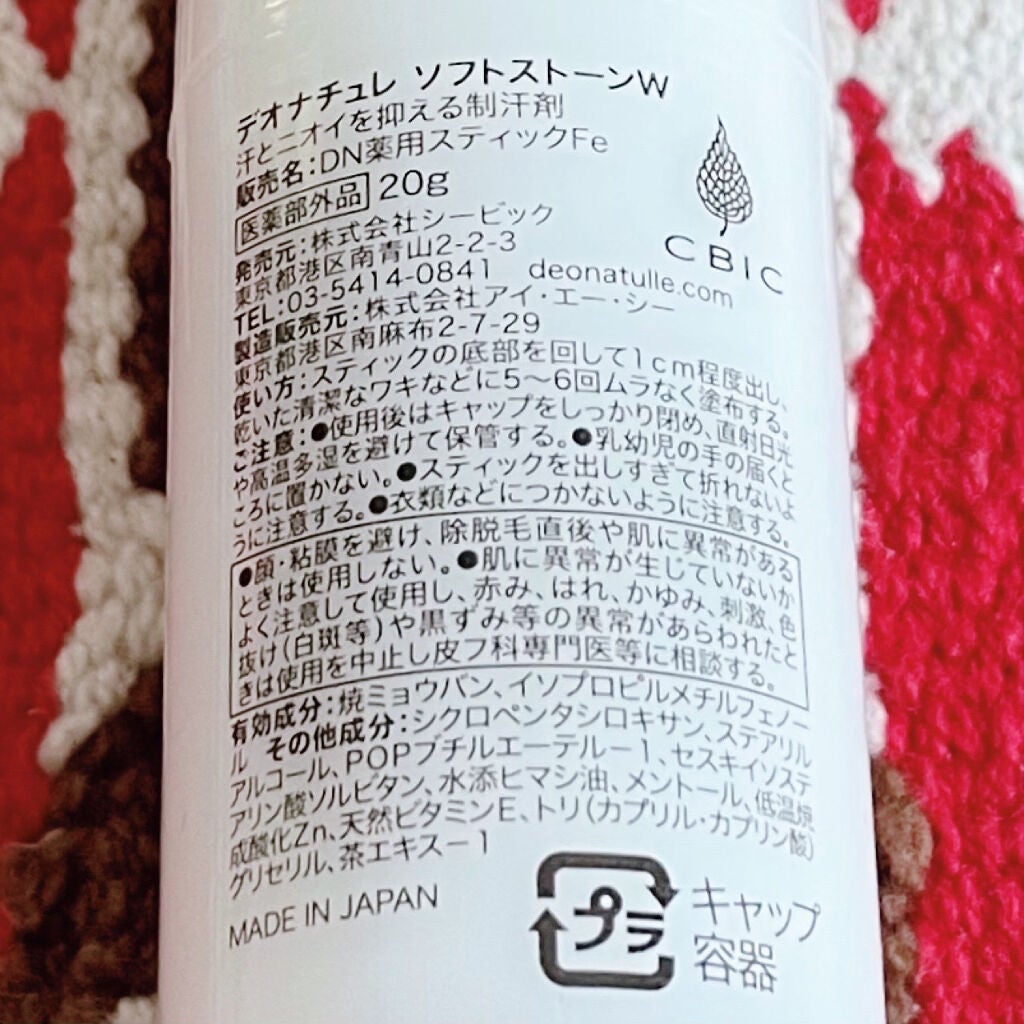 デオナチュレ ソフトストーンW
汗とニオイを抑える制汗剤
販売名:DN薬用スティックFe
医薬部外品 20g
CBIC
発売元:株式会社シービック
東京都港区南青山2-2-3
TEL:03-5414-0841 deonatulle.com
製造販売元:株式会社アイ・エー・シー
東京都港区南麻布2-7-29
使い方:スティックの底部を回して1cm程度出し、
乾いた清潔なワキなどに5〜6回ムラなく塗布する。
ご注意:●使用後はキャップをしっかり閉め、直射日光
や高温多湿を避けて保管する。●乳幼児の手の届くと
ころに置かない。●スティックを出しすぎて折れないよ
うに注意する。●衣類などにつかないように注意する。
●顔・粘膜を避け、除脱毛直後や肌に異常がある
ときは使用しない。●肌に異常が生じていないか
よく注意して使用し、赤み、はれ、かゆみ、刺激、色
抜け(白斑等)や黒ずみ等の異常があらわれたと
きは使用を中止し皮フ科専門医等に相談する。
有効成分:焼ミョウバン、イソプロピルメチルフェノー
ル その他成分:シクロペンタシロキサン、ステアリル
アルコール、POPブチルエーテル-1、セスキイソステ
アリン酸ソルビタン、水添ヒマシ油、メントール、低温焼
成酸化Zn、天然ビタミンE、トリ(カプリル・カプリン酸)
グリセリル、茶エキス-1
MADE IN JAPAN
プラ
キャップ
容器